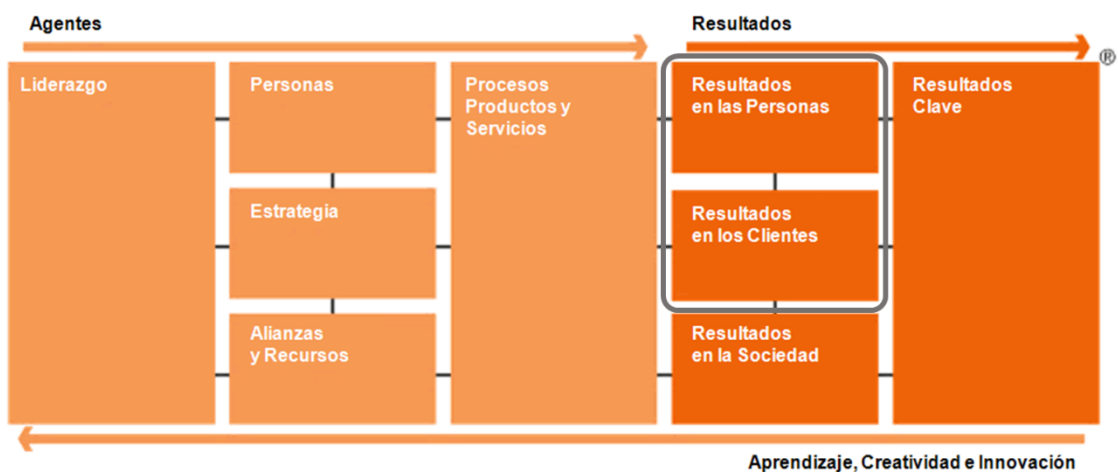 Agentes
Resultados
®
Liderazgo
Personas
Procesos
Productos y
Servicios
Resultados
en las Personas
Resultados
Clave
Estrategia
Resultados
en los Clientes
Alianzas
y Recursos
Resultados
en la Sociedad
Aprendizaje, Creatividad e Innovación